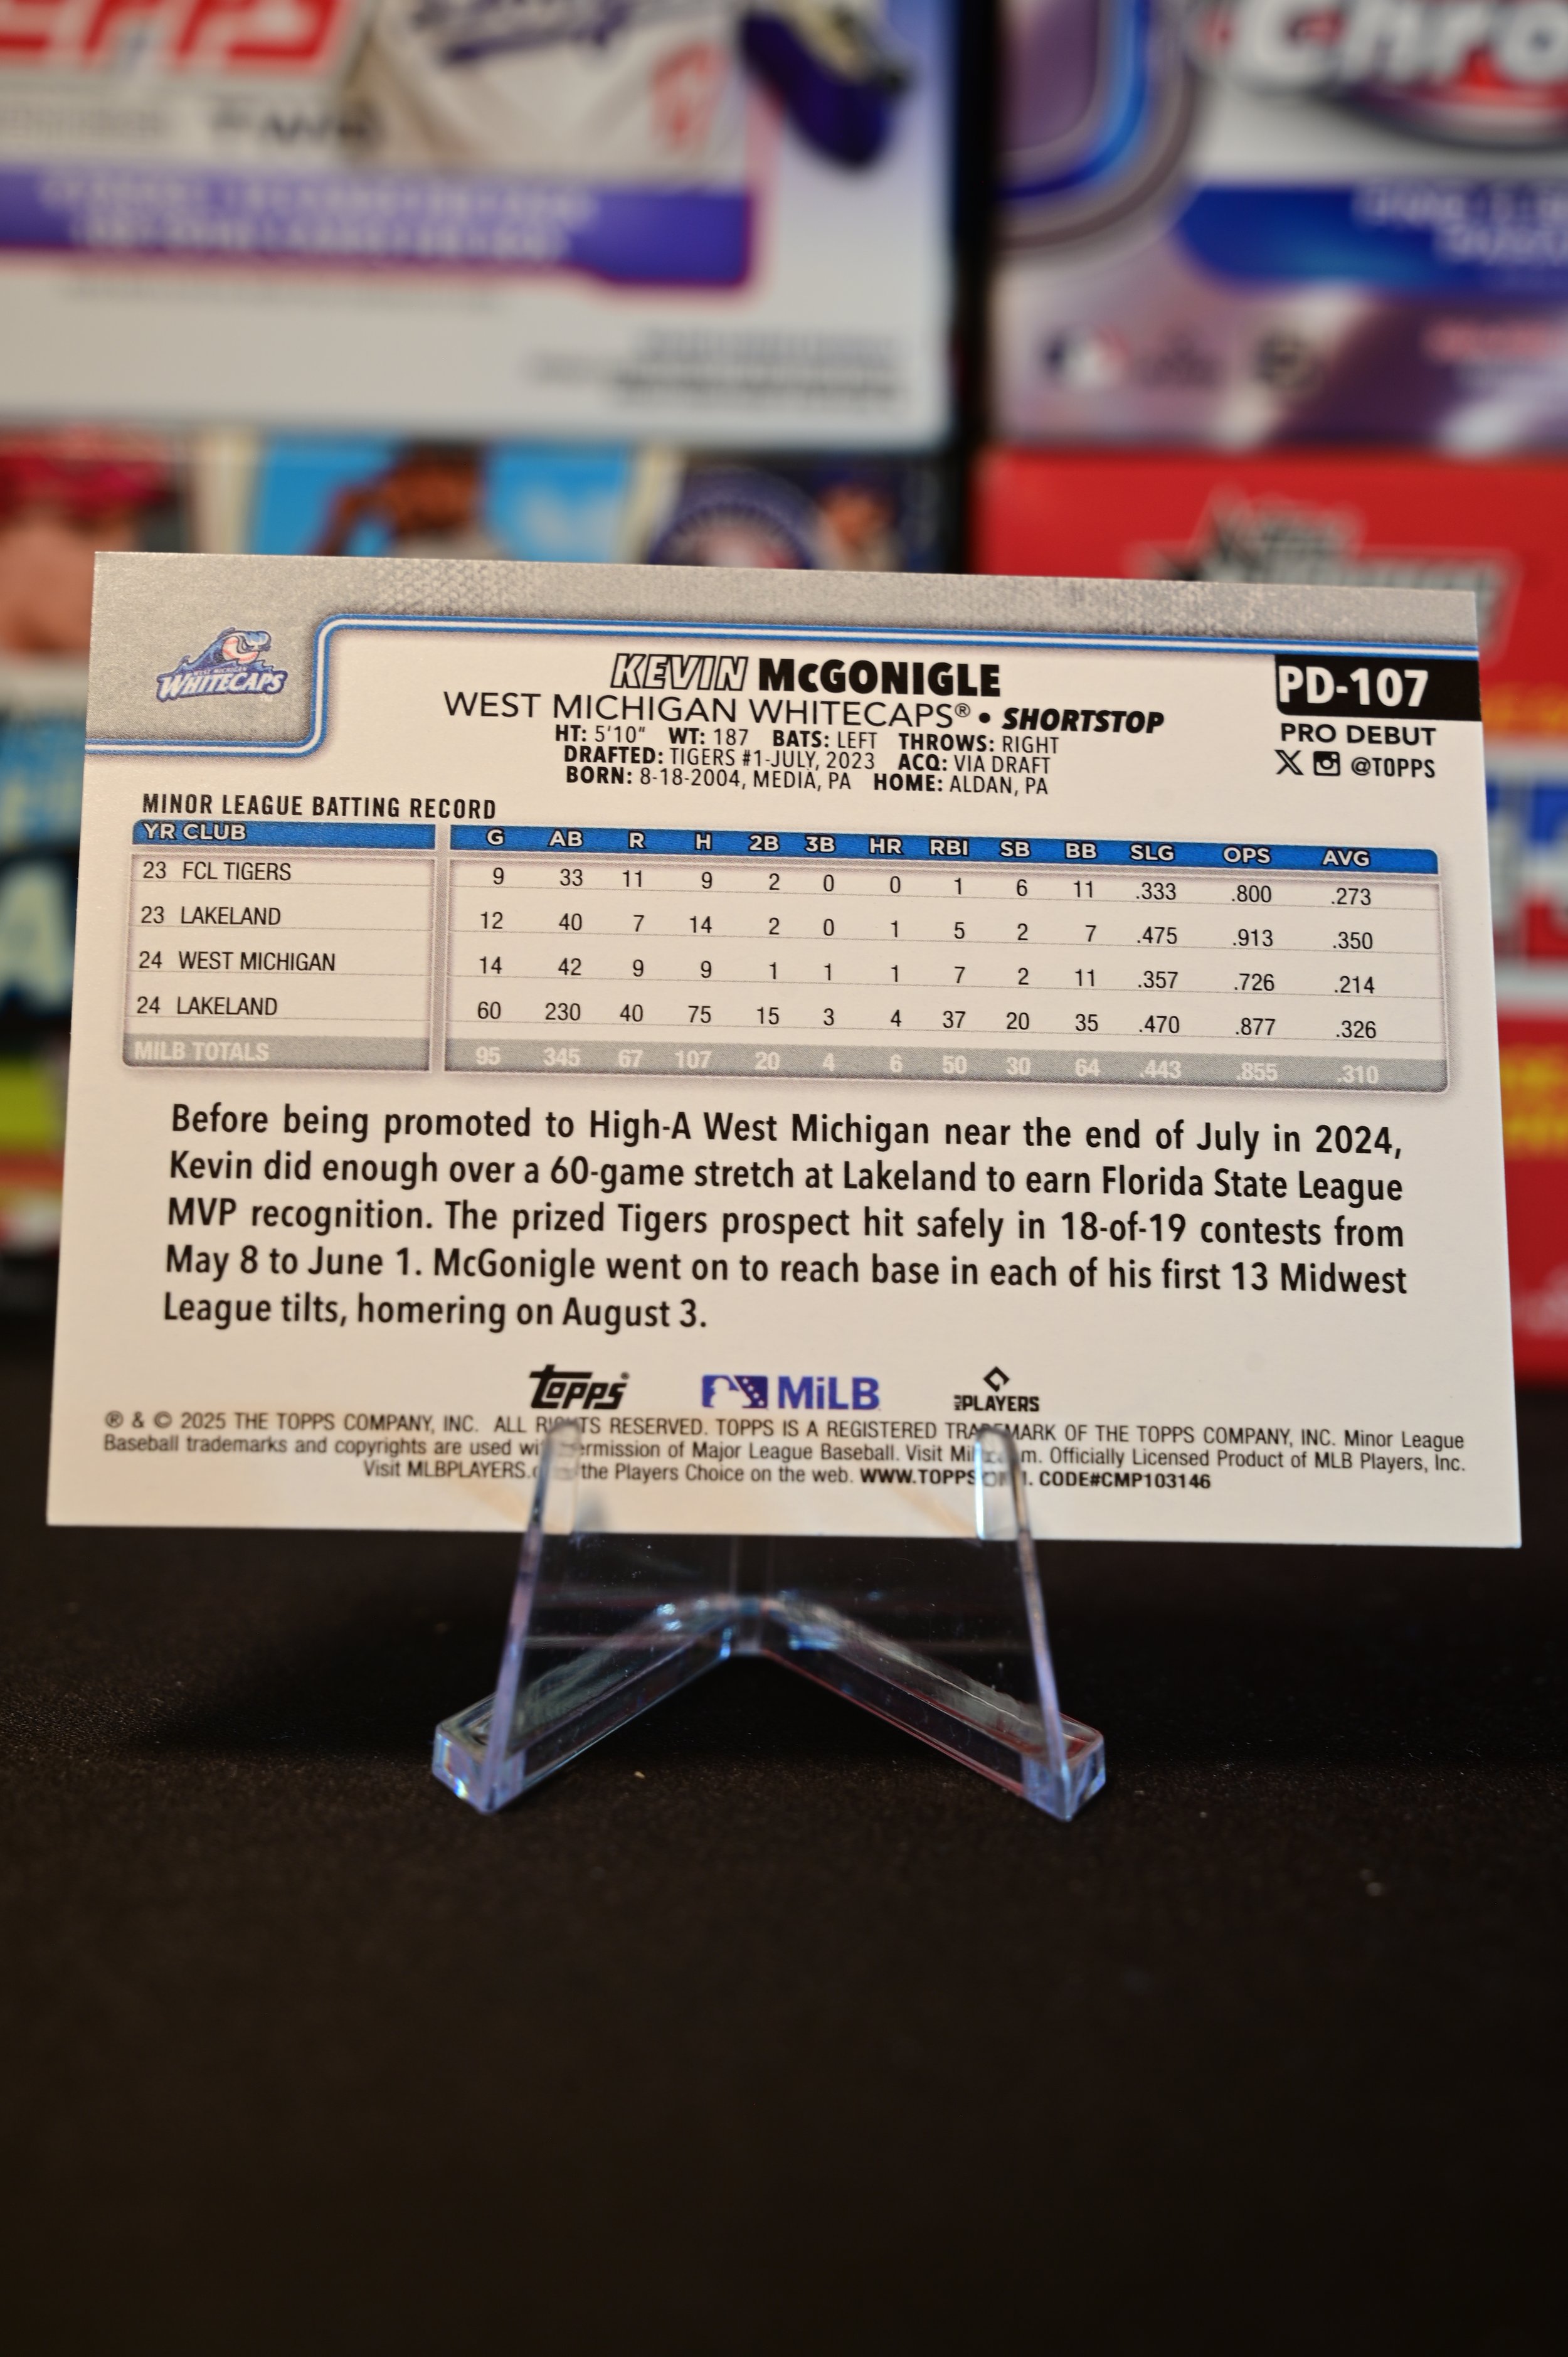 Chro
WEST MICHIGAN
WHITECAPS
KEVIN McGONIGLE
WEST MICHIGAN WHITECAPS® • SHORTSTOP
HT: 5'10" WT: 187 BATS: LEFT THROWS: RIGHT
DRAFTED: TIGERS #1-JULY, 2023 ACQ: VIA DRAFT
BORN: 8-18-2004, MEDIA, PA HOME: ALDAN, PA
PD-107
PRO DEBUT
X @TOPPS
MINOR LEAGUE BATTING RECORD
YR CLUB G AB R H 2B 3B HR RBI SB BB SLG OPS AVG
23 FCL TIGERS 9 33 11 9 2 0 0 1 6 11 .333 .800 .273
23 LAKELAND 12 40 7 14 2 0 1 5 2 7 .475 .913 .350
24 WEST MICHIGAN 14 42 9 9 1 1 1 7 2 11 .357 .726 .214
24 LAKELAND 60 230 40 75 15 3 4 37 20 35 .470 .877 .326
MILB TOTALS 95 345 67 107 20 4 6 50 30 64 .443 .855 .310
Before being promoted to High-A West Michigan near the end of July in 2024,
Kevin did enough over a 60-game stretch at Lakeland to earn Florida State League
MVP recognition. The prized Tigers prospect hit safely in 18-of-19 contests from
May 8 to June 1. McGonigle went on to reach base in each of his first 13 Midwest
League tilts, homering on August 3.
Topps® MiLB PLAYERS
® & © 2025 THE TOPPS COMPANY, INC. ALL RIGHTS RESERVED. TOPPS IS A REGISTERED TRADEMARK OF THE TOPPS COMPANY, INC. Minor League
Baseball trademarks and copyrights are used with permission of Major League Baseball. Visit Officially Licensed Product of MLB Players, Inc.
Visit the Players Choice on the web. CODE#CMP103146